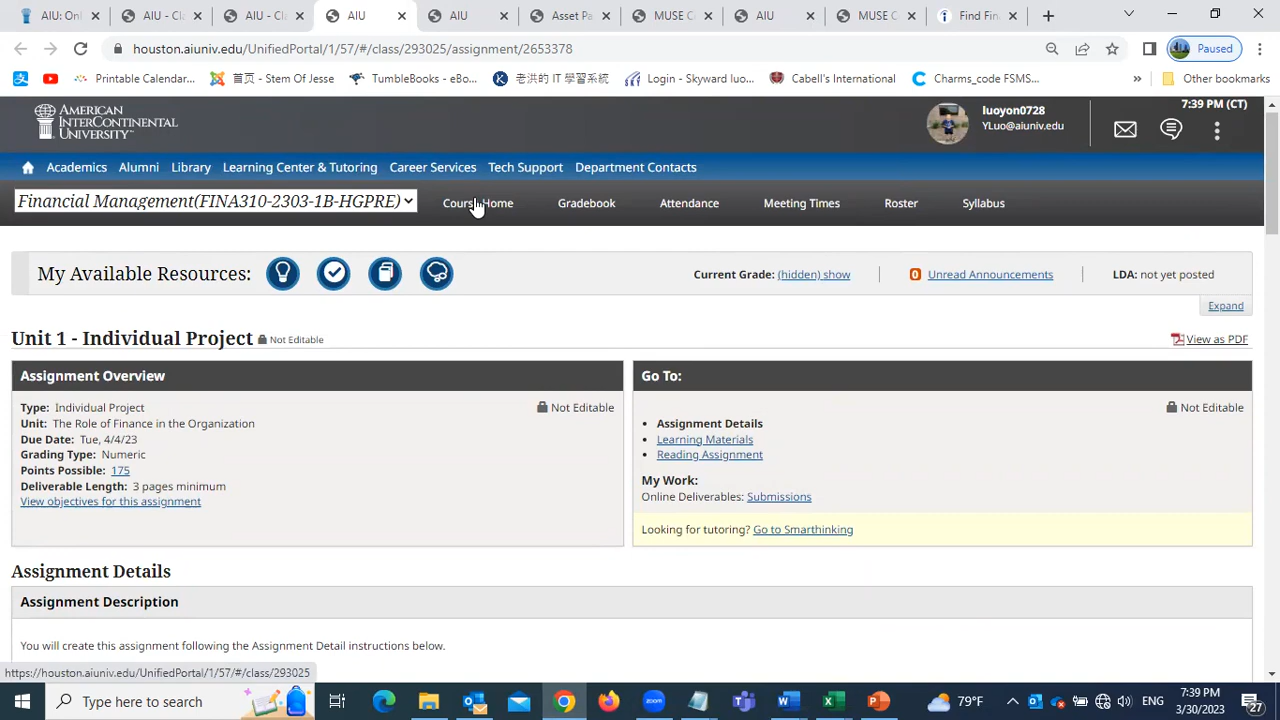 AIU: Onl
AIU - Cla
AIU - Cla
AIU
AIU
Asset Pa
MUSE C
AIU
MUSE C
Find Fin
houston.aiuniv.edu/UnifiedPortal/1/57/#/class/293025/assignment/2653378
Paused
Printable Calendar...
首页 - Stem Of Jesse
TumbleBooks - eBo...
老洪的 IT 學習系統
Login - Skyward luo...
Cabell's International
Charms_code FSMS...
»
Other bookmarks
AMERICAN
INTERCONTINENTAL
UNIVERSITY
7:39 PM (CT)
luoyon0728
YLuo@aiuniv.edu
Academics
Alumni
Library
Learning Center & Tutoring
Career Services
Tech Support
Department Contacts
Financial Management(FINA310-2303-1B-HGPRE)
Course Home
Gradebook
Attendance
Meeting Times
Roster
Syllabus
My Available Resources:
Current Grade: (hidden) show
0 Unread Announcements
LDA: not yet posted
Expand
Unit 1 - Individual Project
Not Editable
View as PDF
Assignment Overview
Type: Individual Project
Not Editable
Unit: The Role of Finance in the Organization
Due Date: Tue, 4/4/23
Grading Type: Numeric
Points Possible: 175
Deliverable Length: 3 pages minimum
View objectives for this assignment
Go To:
Not Editable
• Assignment Details
• Learning Materials
• Reading Assignment
My Work:
Online Deliverables: Submissions
Looking for tutoring? Go to Smarthinking
Assignment Details
Assignment Description
You will create this assignment following the Assignment Detail instructions below.
https://houston.aiuniv.edu/UnifiedPortal/1/57/#/class/293025
Type here to search
79°F
ENG
7:39 PM
3/30/2023
27